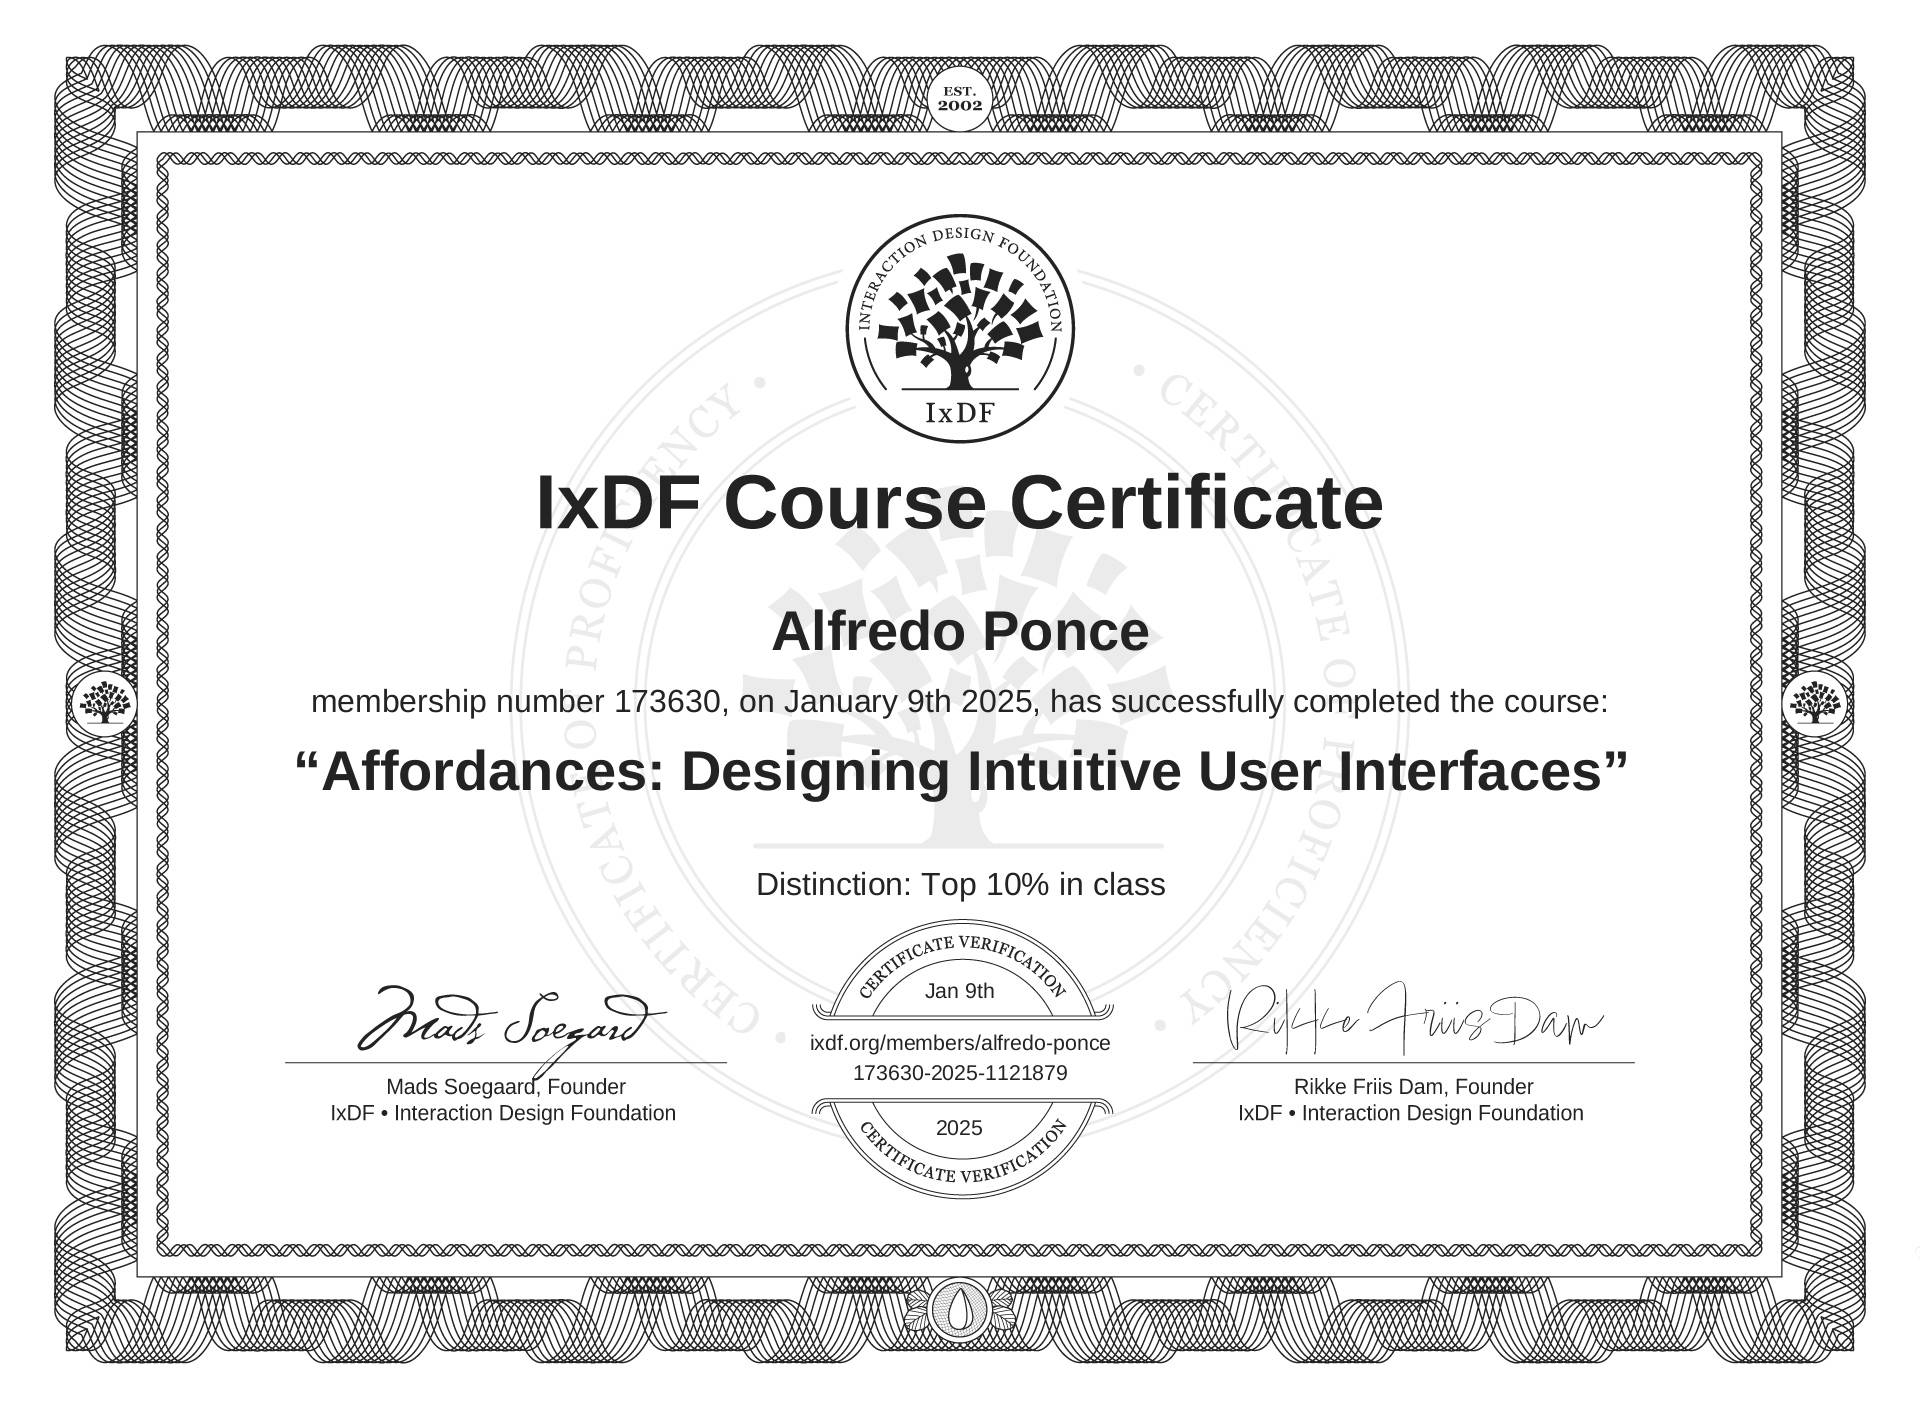 EST.
2002
INTERACTION DESIGN FOUNDATION
IxDF
IxDF Course Certificate
Alfredo Ponce
membership number 173630, on January 9th 2025, has successfully completed the course:
“Affordances: Designing Intuitive User Interfaces”
Distinction: Top 10% in class
CERTIFICATE VERIFICATION
Jan 9th
ixdf.org/members/alfredo-ponce
173630-2025-1121879
2025
CERTIFICATE VERIFICATION
Mads Soegaard
Mads Soegaard, Founder
IxDF • Interaction Design Foundation
Rikke Friis Dam
Rikke Friis Dam, Founder
IxDF • Interaction Design Foundation
• CERTIFICATE O PROFICIENCY •
• CERTIFICATE O PROFICIENCY •